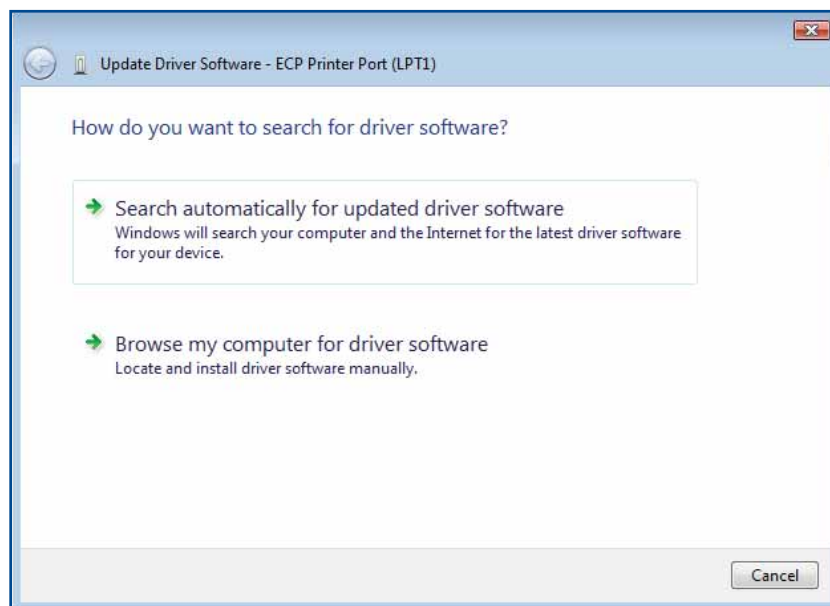 Update Driver Software - ECP Printer Port (LPT1)
How do you want to search for driver software?
Search automatically for updated driver software
Windows will search your computer and the Internet for the latest driver software
for your device.
Browse my computer for driver software
Locate and install driver software manually.
Cancel